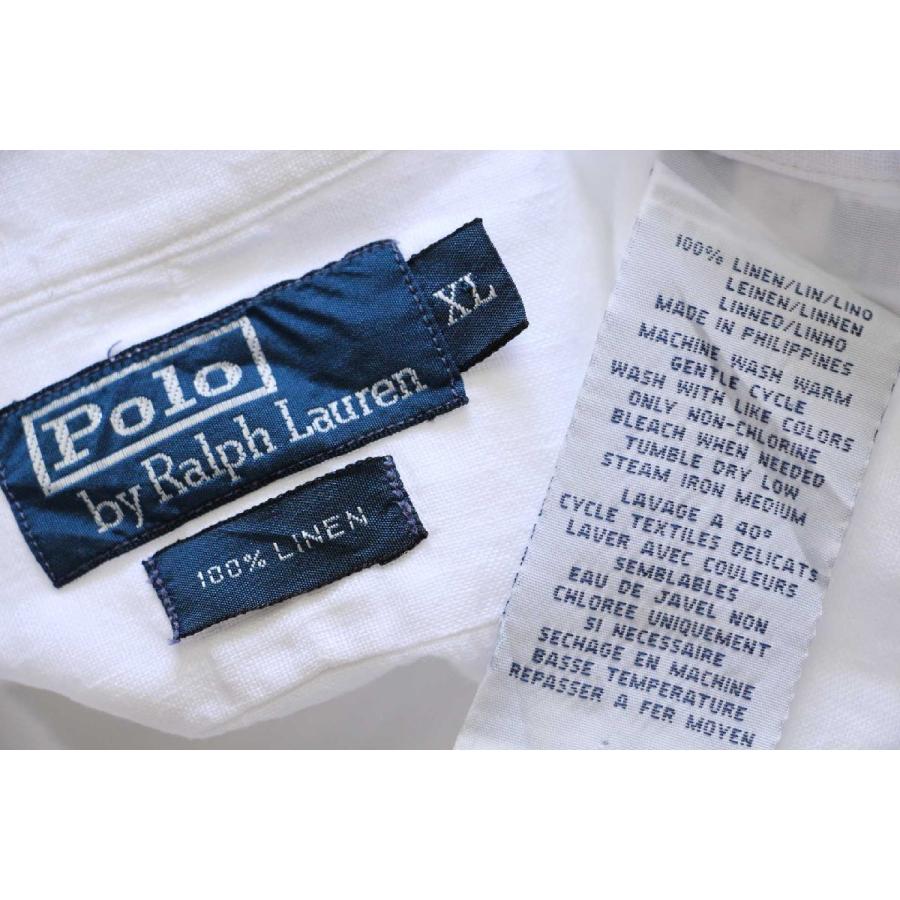 Polo
by Ralph Lauren
XL
100% LINEN
100% LINEN/LIN/LINO
LEINEN/LINNEN
LINNED/LINHO
MADE IN PHILIPPINES
MACHINE WASH WARM
GENTLE CYCLE
WASH WITH LIKE COLORS
ONLY NON-CHLORINE
BLEACH WHEN NEEDED
TUMBLE DRY LOW
STEAM IRON MEDIUM
LAVAGE A 40°
CYCLE TEXTILES DELICATS
LAVER AVEC COULEURS
SEMBLABLES
EAU DE JAVEL NON
CHLOREE UNIQUEMENT
SI NECESSAIRE
SECHAGE EN MACHINE
BASSE TEMPERATURE
REPASSER A FER MOYEN